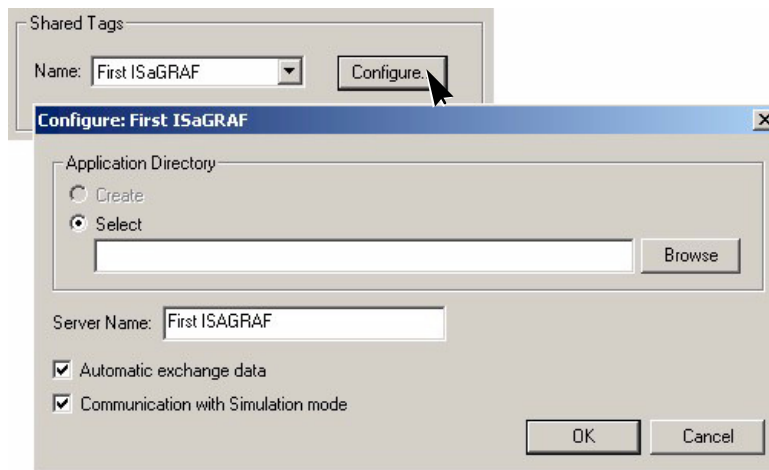 Shared Tags
Name: First ISaGRAF Configure...
Configure: First ISaGRAF
Application Directory
Create
Select
Browse
Server Name: First ISAGRAF
Automatic exchange data
Communication with Simulation mode
OK Cancel